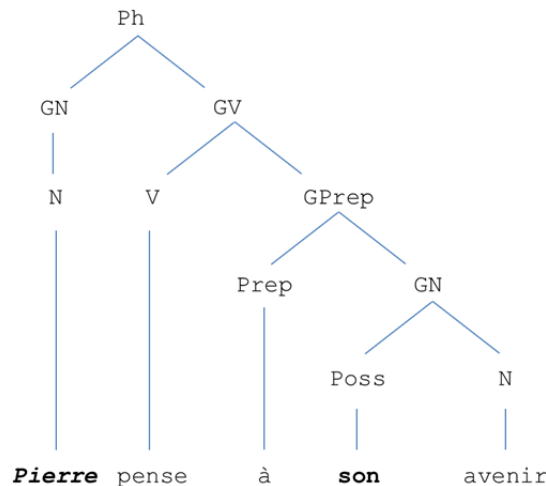 Ph
GN GV
N V GPrep
Prep GN
Poss N
Pierre pense à son avenir